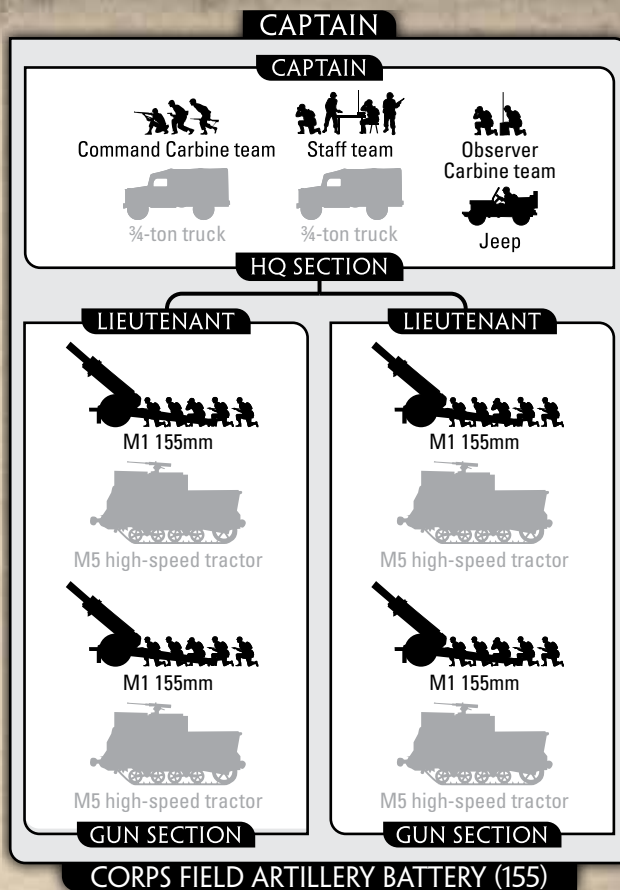 CAPTAIN
CAPTAIN
Command Carbine team
Staff team
Observer
Carbine team
¾-ton truck
¾-ton truck
Jeep
HQ SECTION
LIEUTENANT
M1 155mm
M5 high-speed tractor
M1 155mm
M5 high-speed tractor
GUN SECTION
LIEUTENANT
M1 155mm
M5 high-speed tractor
M1 155mm
M5 high-speed tractor
GUN SECTION
CORPS FIELD ARTILLERY BATTERY (155)